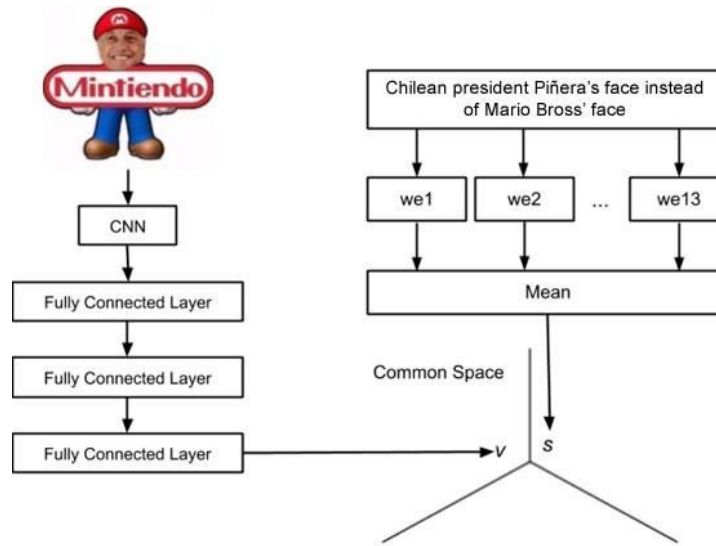 M
Mintiendo
CNN
Fully Connected Layer
Fully Connected Layer
Fully Connected Layer
Chilean president Piñera's face instead
of Mario Bross' face
we1
we2
...
we13
Mean
Common Space
v
s